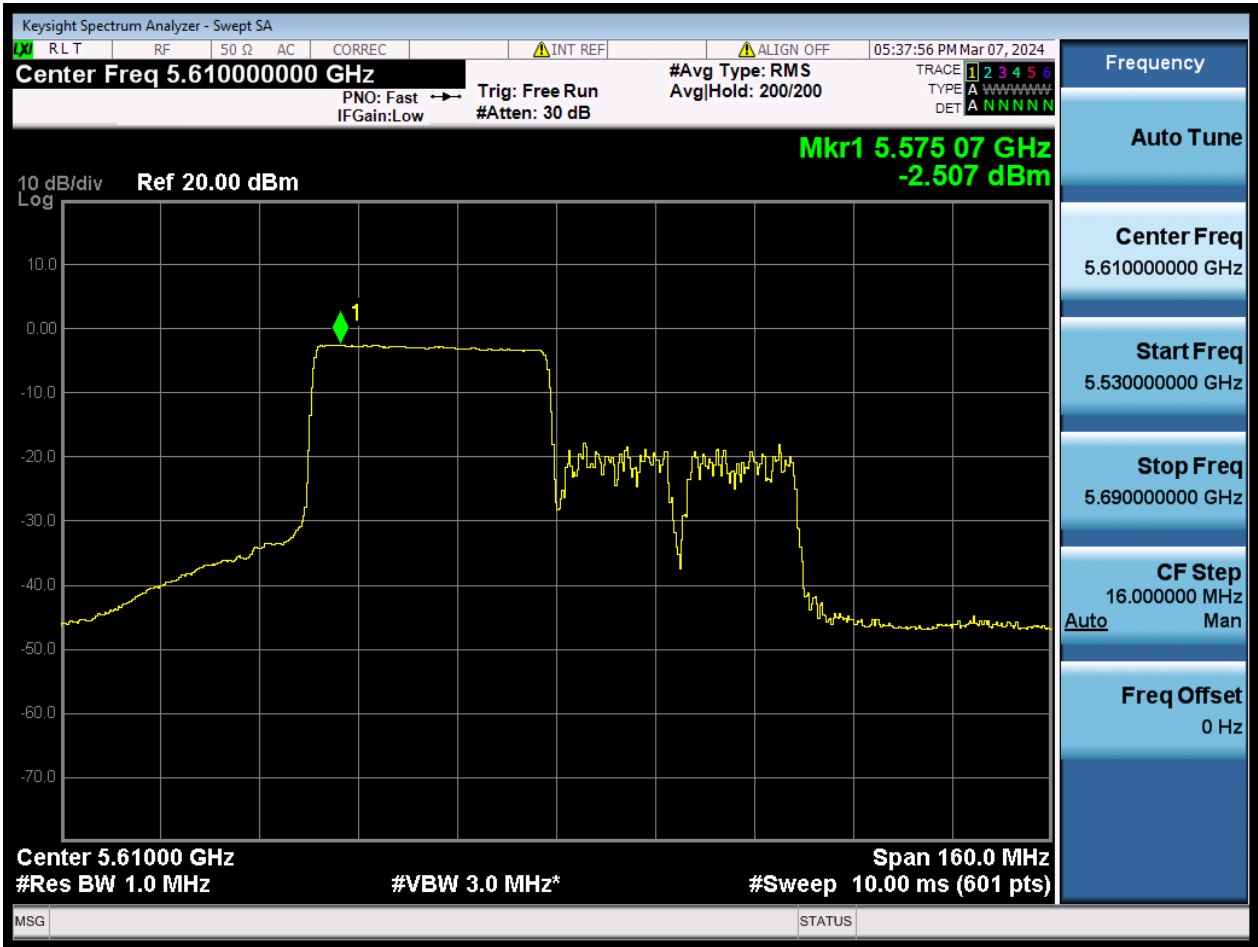 Keysight Spectrum Analyzer - Swept SA
LXI RLT RF 50 Ω AC CORREC INT REF ALIGN OFF 05:37:56 PM Mar 07, 2024
Center Freq 5.610000000 GHz
PNO: Fast
IFGain:Low
Trig: Free Run
#Atten: 30 dB
#Avg Type: RMS
Avg|Hold: 200/200
TRACE 1 2 3 4 5 6
TYPE A WWWWW
DET A N N N N N
Mkr1 5.575 07 GHz
-2.507 dBm
10 dB/div Ref 20.00 dBm
Log
10.0
0.00
-10.0
-20.0
-30.0
-40.0
-50.0
-60.0
-70.0
1
Center 5.61000 GHz Span 160.0 MHz
#Res BW 1.0 MHz #VBW 3.0 MHz* #Sweep 10.00 ms (601 pts)
MSG STATUS
Frequency
Auto Tune
Center Freq
5.610000000 GHz
Start Freq
5.530000000 GHz
Stop Freq
5.690000000 GHz
CF Step
16.000000 MHz
Auto Man
Freq Offset
0 Hz